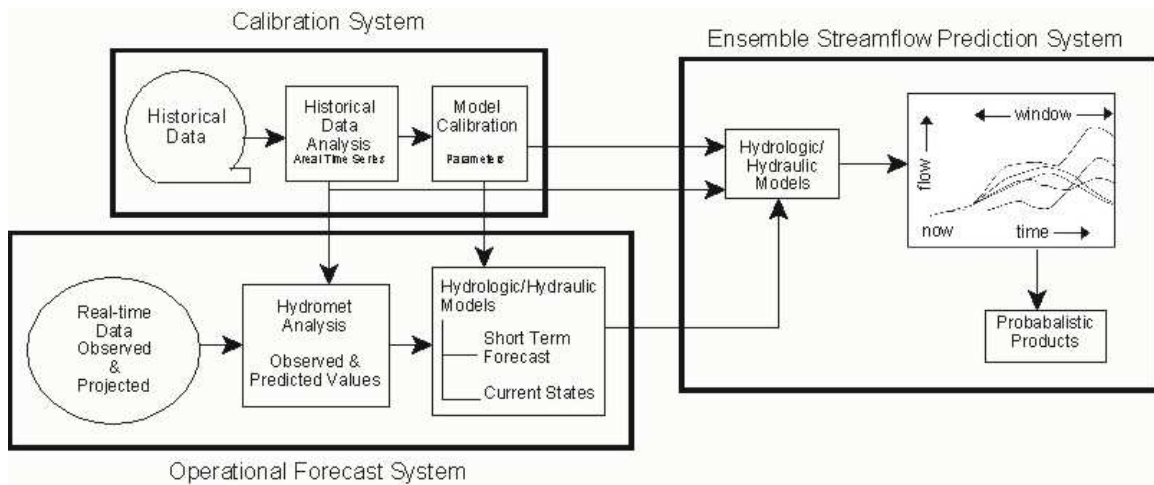 Calibration System
Historical
Data
Historical
Data
Analysis
Areal Time Series
Model
Calibration
Parameters
Ensemble Streamflow Prediction System
Hydrologic/
Hydraulic
Models
window
flow
now
time
Probabalistic
Products
Real-time
Data
Observed
&
Projected
Hydromet
Analysis
Observed &
Predicted Values
Hydrologic/Hydraulic
Models
Short Term
Forecast
Current States
Operational Forecast System